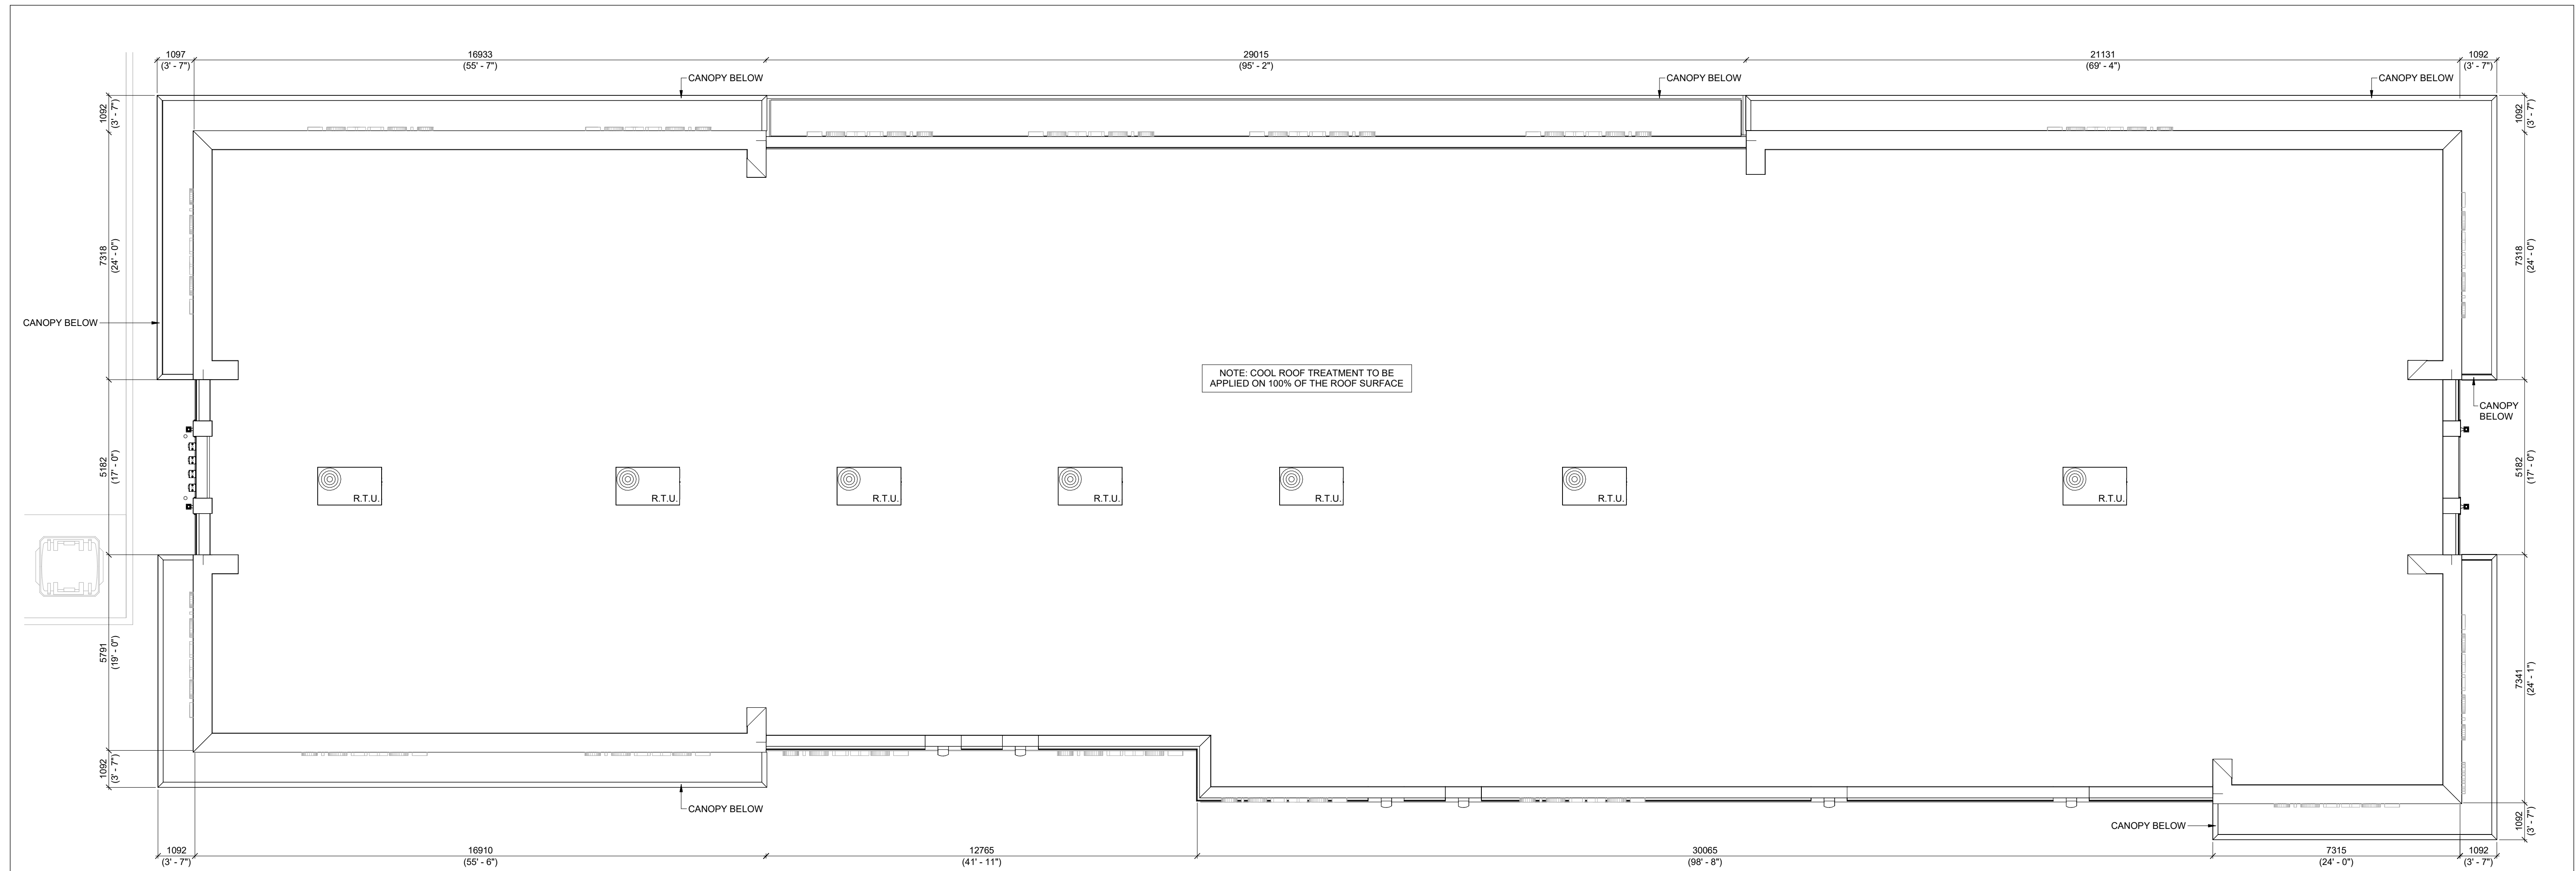 1097
(3' - 7")
16933
(55' - 7")
29015
(95' - 2")
21131
(69' - 4")
1092
(3' - 7")
CANOPY BELOW
CANOPY BELOW
CANOPY BELOW
1092
(3' - 7")
1092
(3' - 7")
7318
(24' - 0")
7318
(24' - 0")
CANOPY BELOW
NOTE: COOL ROOF TREATMENT TO BE
APPLIED ON 100% OF THE ROOF SURFACE
CANOPY
BELOW
5182
(17' - 0")
R.T.U.
R.T.U.
R.T.U.
R.T.U.
R.T.U.
R.T.U.
R.T.U.
5182
(17' - 0")
5791
(19' - 0")
7341
(24' - 1")
1092
(3' - 7")
CANOPY BELOW
CANOPY BELOW
1092
(3' - 7")
1092
(3' - 7")
16910
(55' - 6")
12765
(41' - 11")
30065
(98' - 8")
7315
(24' - 0")
1092
(3' - 7")